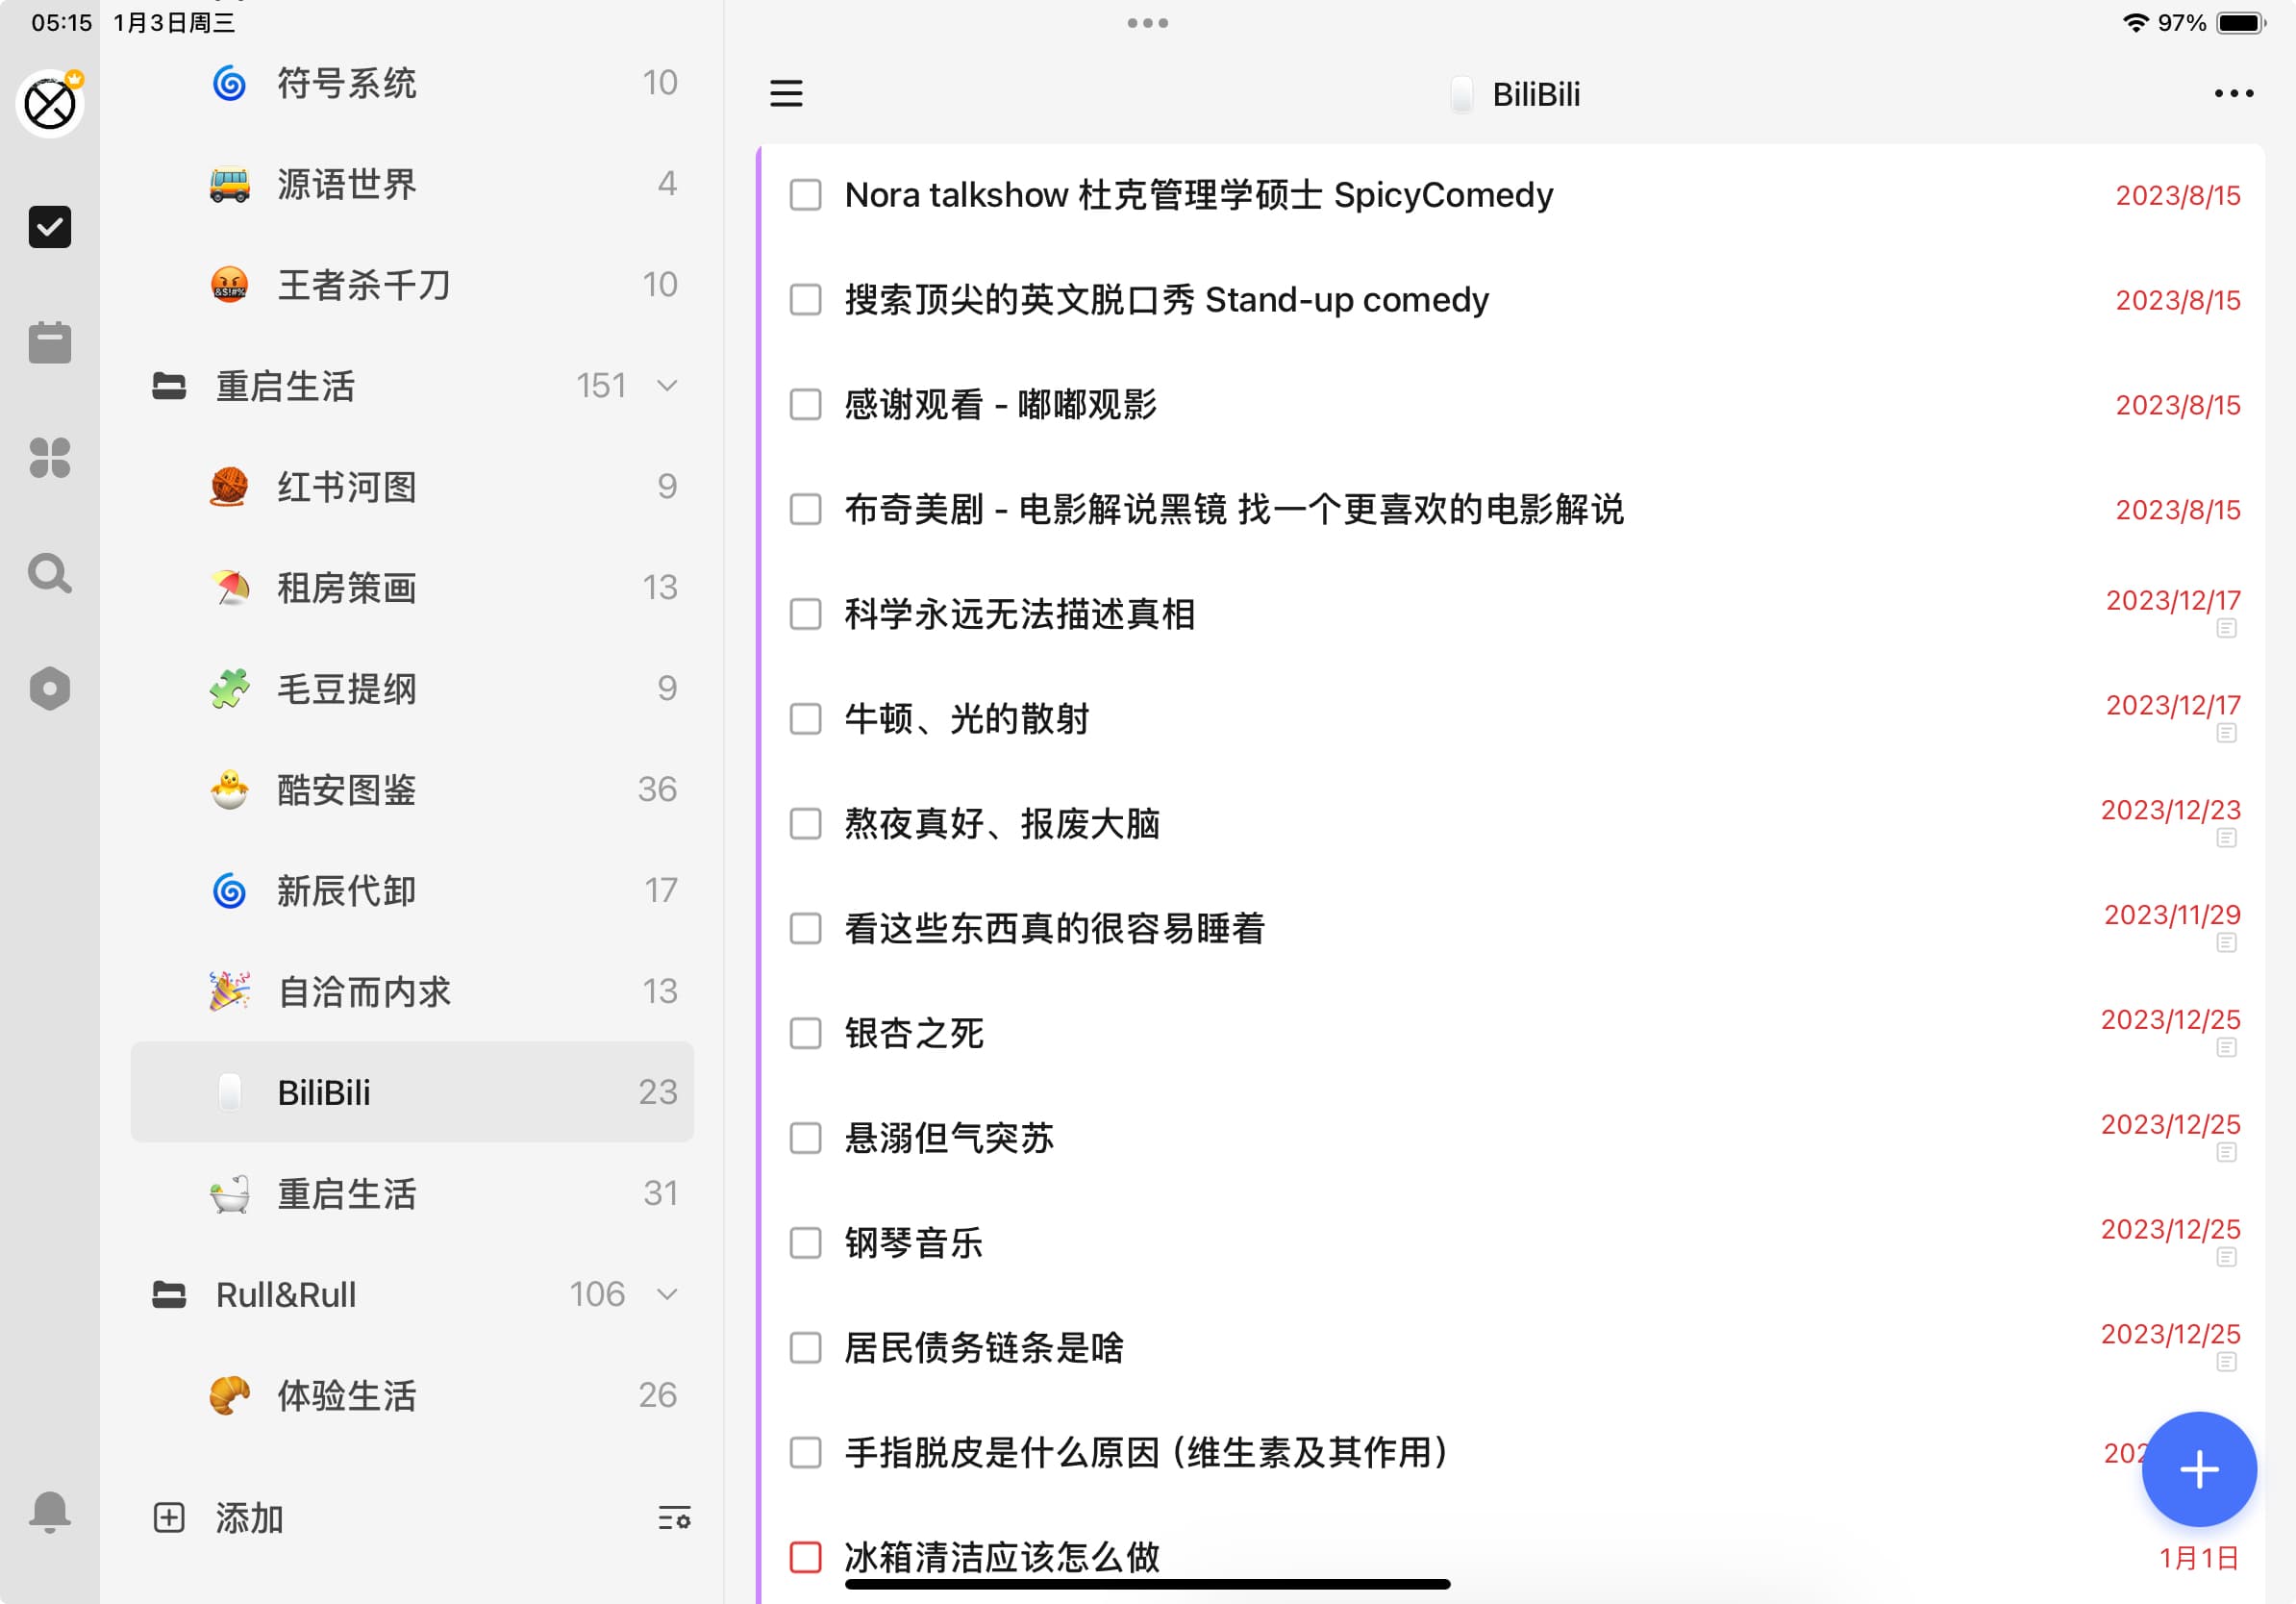 05:15 1月3日周三
97%
符号系统 10
源语世界 4
王者杀千刀 10
重启生活 151
红书河图 9
租房策画 13
毛豆提纲 9
酷安图鉴 36
新辰代卸 17
自洽而内求 13
BiliBili 23
重启生活 31
Rull&Rull 106
体验生活 26
添加
BiliBili
Nora talkshow 杜克管理学硕士 SpicyComedy 2023/8/15
搜索顶尖的英文脱口秀 Stand-up comedy 2023/8/15
感谢观看 - 嘟嘟观影 2023/8/15
布奇美剧 - 电影解说黑镜 找一个更喜欢的电影解说 2023/8/15
科学永远无法描述真相 2023/12/17
牛顿、光的散射 2023/12/17
熬夜真好、报废大脑 2023/12/23
看这些东西真的很容易睡着 2023/11/29
银杏之死 2023/12/25
悬溺但气突苏 2023/12/25
钢琴音乐 2023/12/25
居民债务链条是啥 2023/12/25
手指脱皮是什么原因（维生素及其作用）
冰箱清洁应该怎么做 1月1日